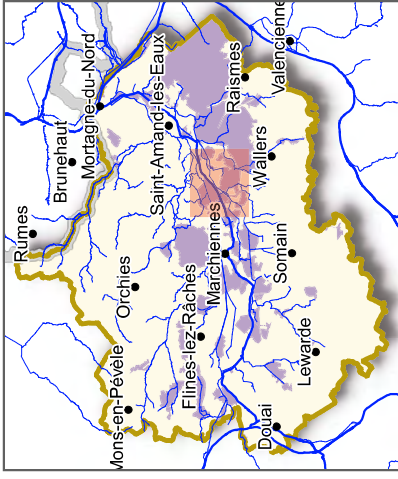 Rumes
Brunehaut
Mortagne-du-Nord
Saint-Amand-les-Eaux
Raismes
Valencienne
Wallers
Orchies
Marchiennes
Somain
Flines-lez-Râches
Mons-en-Pévèle
Lewarde
Douai